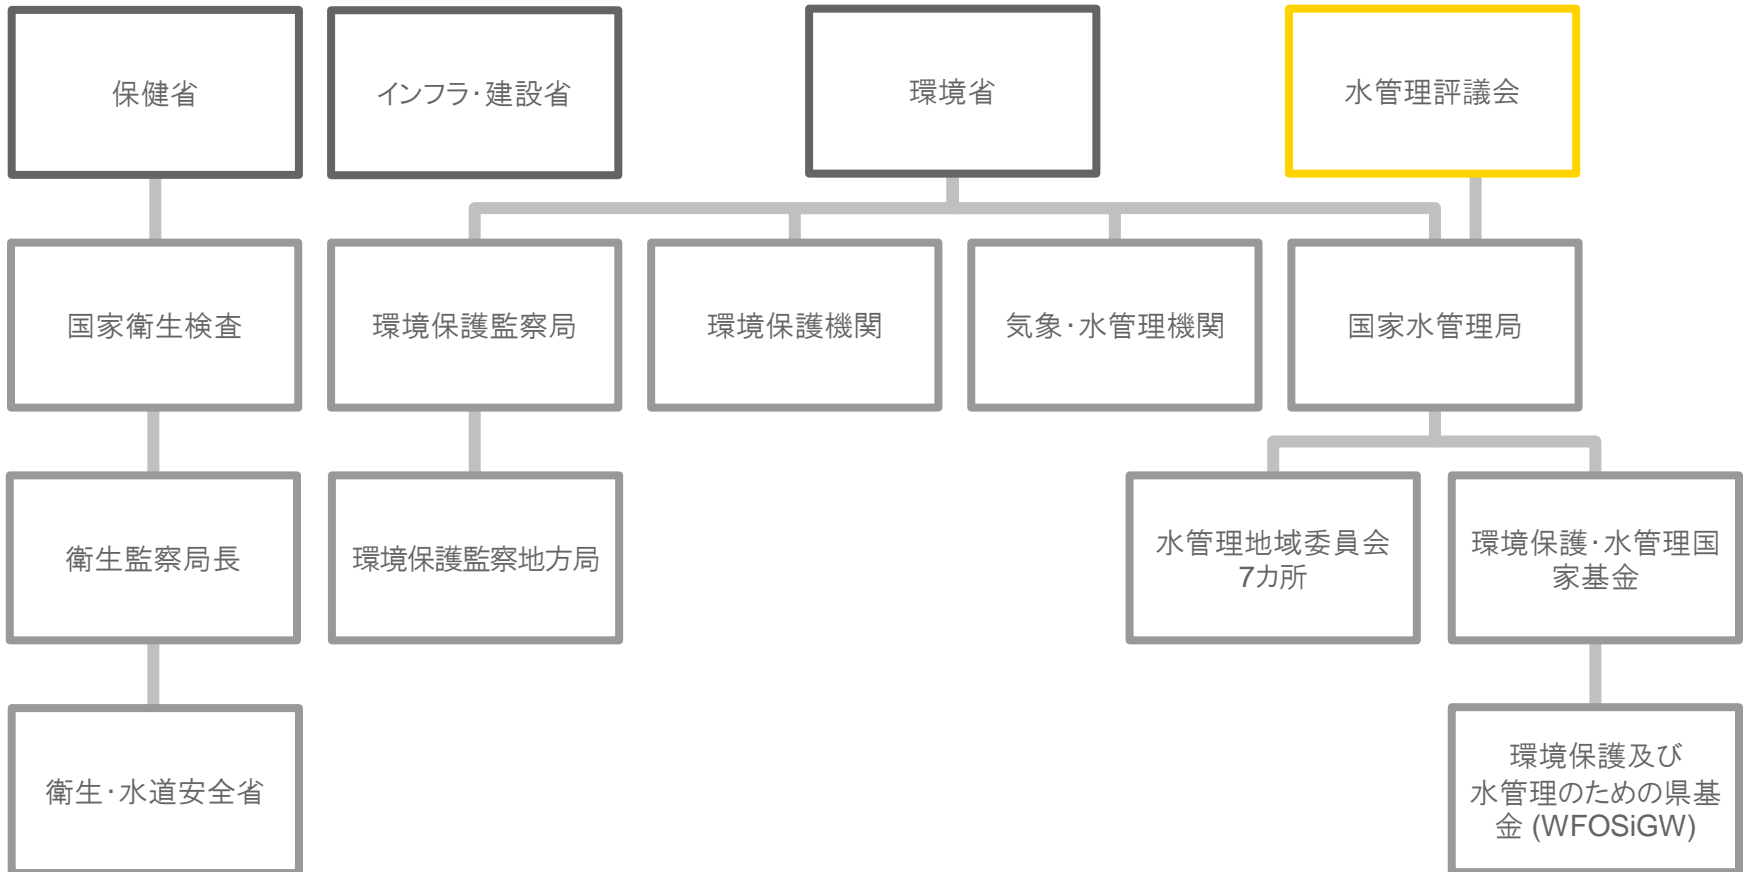 保健省
インフラ・建設省
環境省
水管理評議会
国家衛生検査
環境保護監察局
環境保護機関
気象・水管理機関
国家水管理局
衛生監察局長
環境保護監察地方局
水管理地域委員会
7カ所
環境保護・水管理国
家基金
衛生・水道安全省
環境保護及び
水管理のための県基
金 (WFOSiGW)